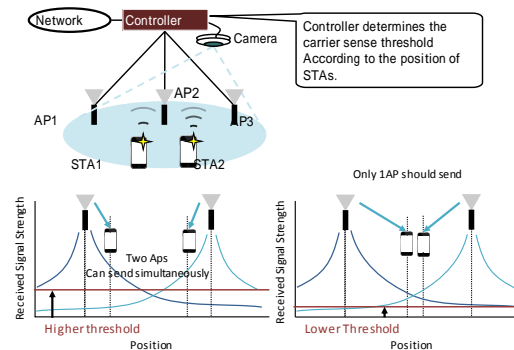 Network
Controller
Camera
Controller determines the
carrier sense threshold
According to the position of
STAs.
AP1
AP2
AP3
STA1
STA2
Only 1AP should send
Received Signal Strength
Two Aps
Can send simultaneously
Higher threshold
Position
Received Signal Strength
Lower Threshold
Position